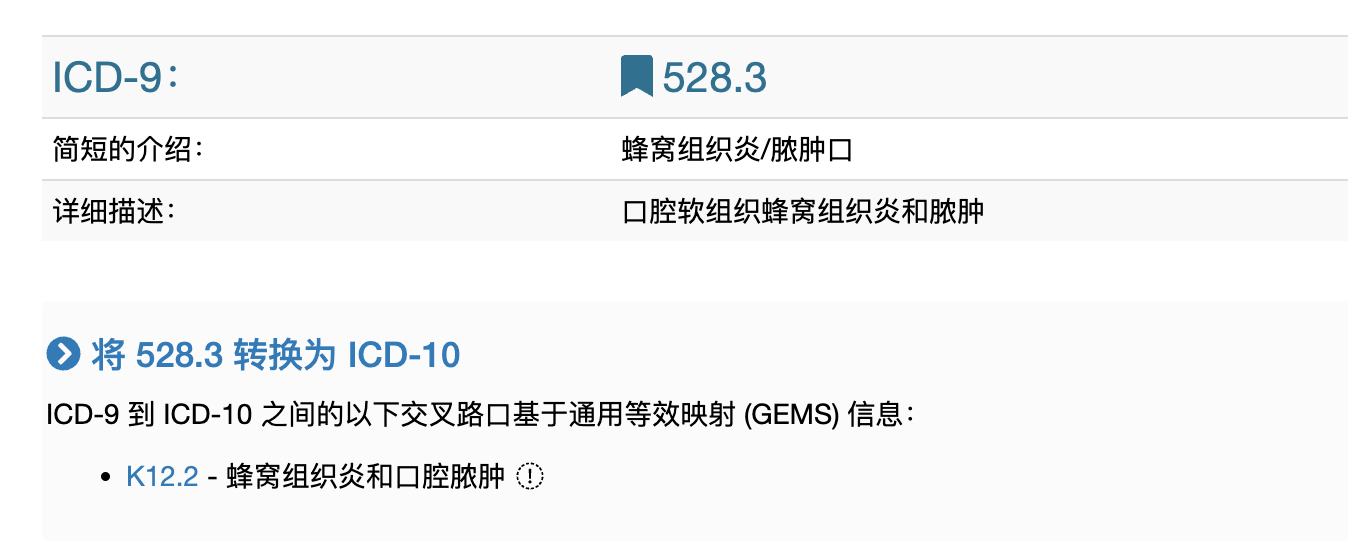 ICD-9： 528.3
简短的介绍： 蜂窝组织炎/脓肿口
详细描述： 口腔软组织蜂窝组织炎和脓肿
将 528.3 转换为 ICD-10
ICD-9 到 ICD-10 之间的以下交叉路口基于通用等效映射 (GEMS) 信息：
• K12.2 - 蜂窝组织炎和口腔脓肿 !